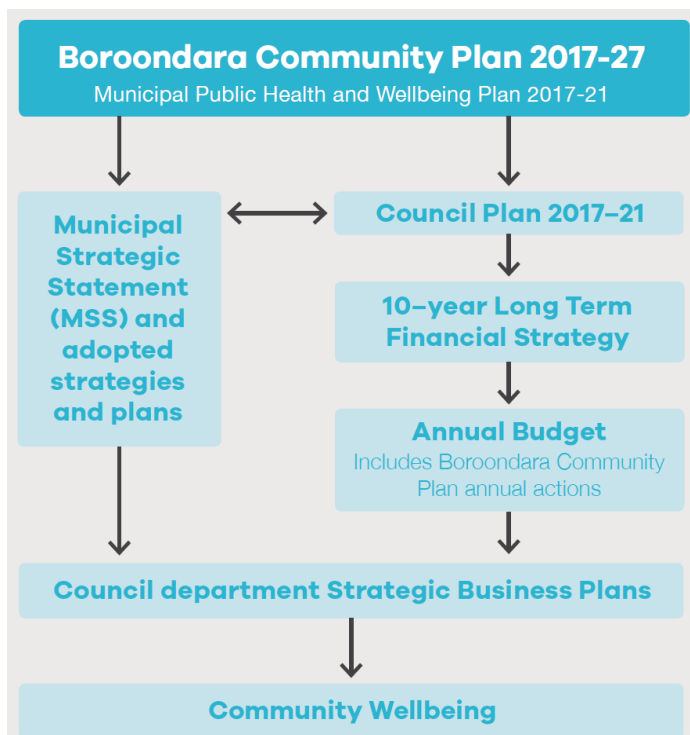 Boroondara Community Plan 2017-27
Municipal Public Health and Wellbeing Plan 2017-21
Municipal
Strategic
Statement
(MSS) and
adopted
strategies
and plans
Council Plan 2017–21
10–year Long Term
Financial Strategy
Annual Budget
Includes Boroondara Community
Plan annual actions
Council department Strategic Business Plans
Community Wellbeing